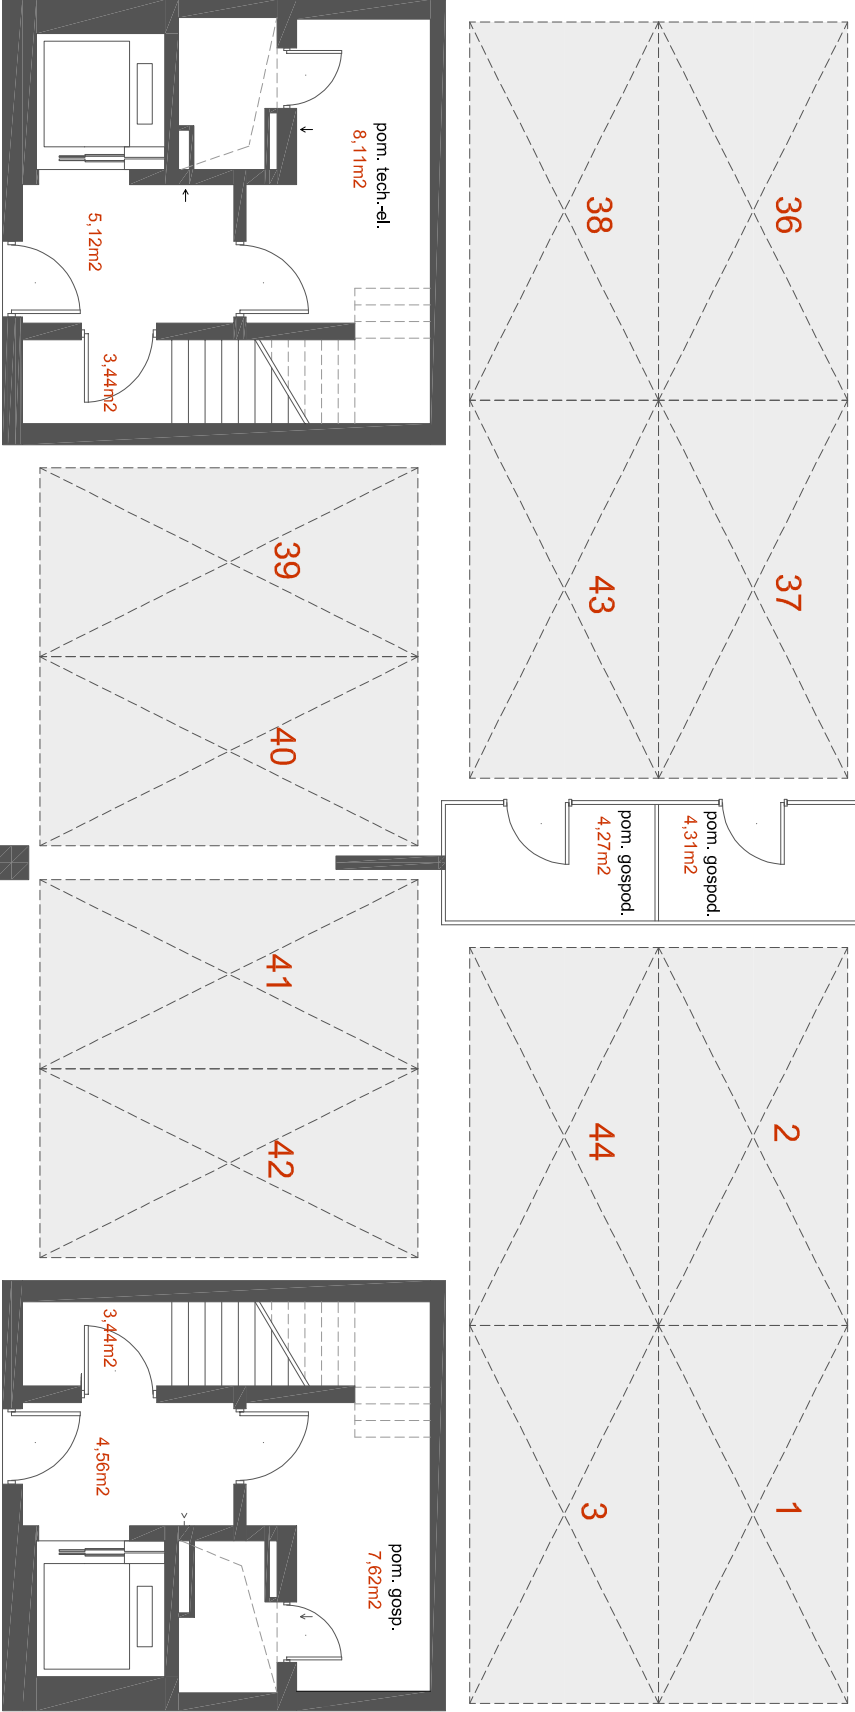 pom. tech.-el.
8,11m2
5,12m2
3,44m2
36
38
37
43
39
40
pom. gospod.
4,31m2
pom. gospod.
4,27m2
41
42
2
44
1
3
3,44m2
4,56m2
pom. gosp.
7,62m2